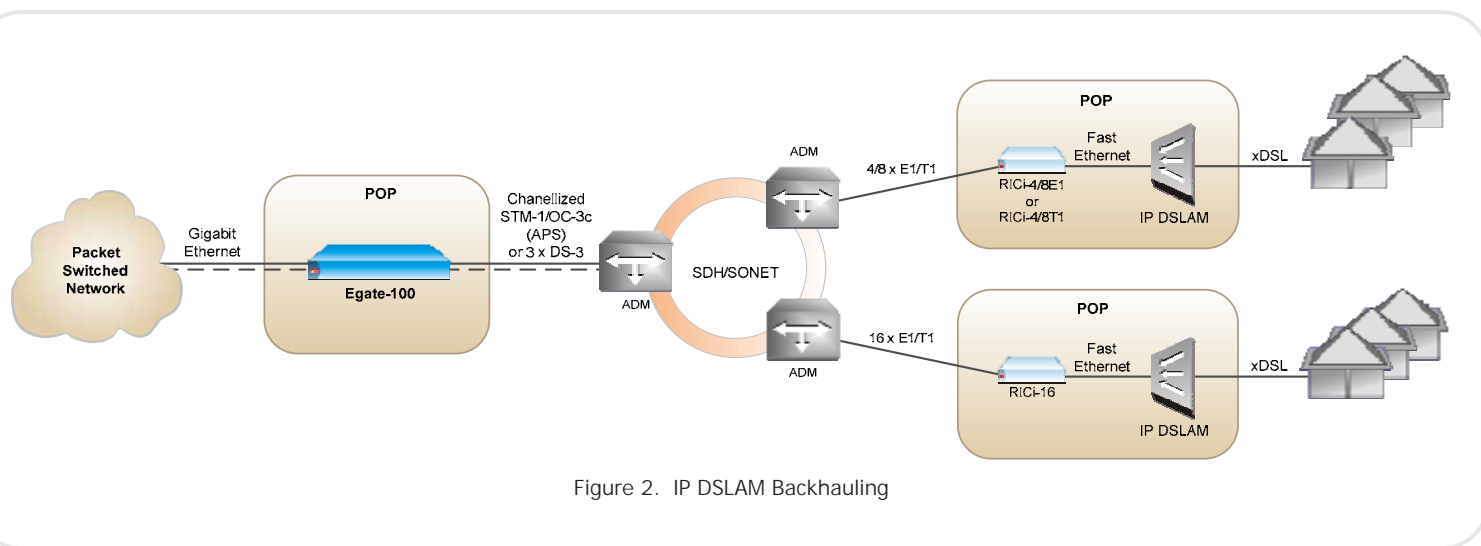 Packet
Switched
Network
Gigabit
Ethernet
POP
Egate-100
Chanellized
STM-1/OC-3c
(APS)
or 3 x DS-3
ADM
SDH/SONET
ADM
ADM
4/8 x E1/T1
POP
RICi-4/8E1
or
RICi-4/8T1
Fast
Ethernet
IP DSLAM
xDSL
16 x E1/T1
POP
RICi-16
Fast
Ethernet
IP DSLAM
xDSL
Figure 2. IP DSLAM Backhauling